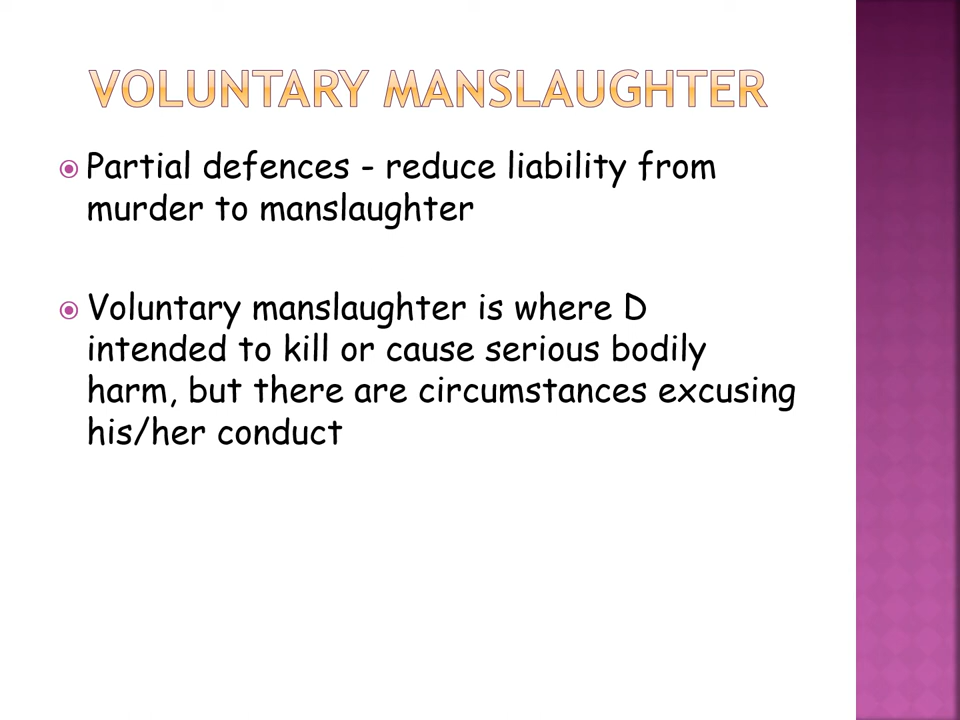 VOLUNTARY MANSLAUGHTER
Partial defences - reduce liability from
murder to manslaughter
Voluntary manslaughter is where D
intended to kill or cause serious bodily
harm, but there are circumstances excusing
his/her conduct